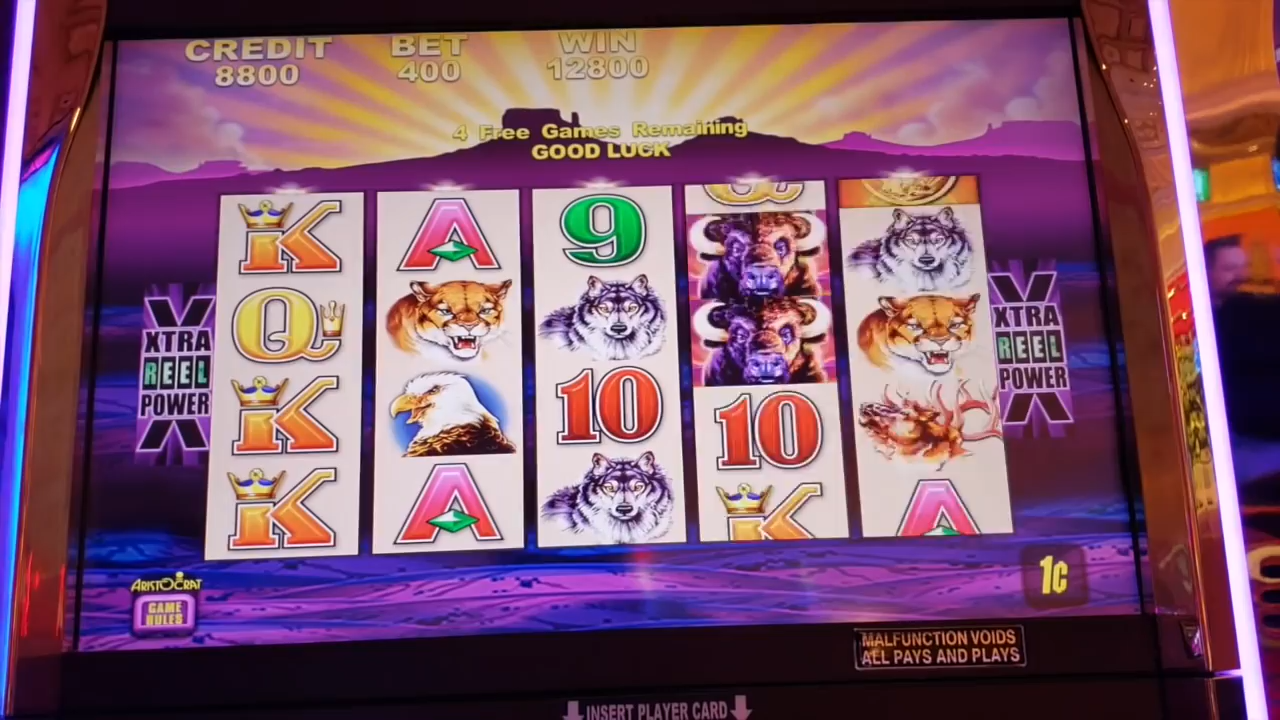 CREDIT BET WIN
8800 400 12800
4 Free Games Remaining
GOOD LUCK
K A 9 Q
Q
K 10 10
K A K A
XTRA
REEL
POWER
XTRA
REEL
POWER
ARISTOCRAT
GAME
RULES
1¢
MALFUNCTION VOIDS
ALL PAYS AND PLAYS
INSERT PLAYER CARD